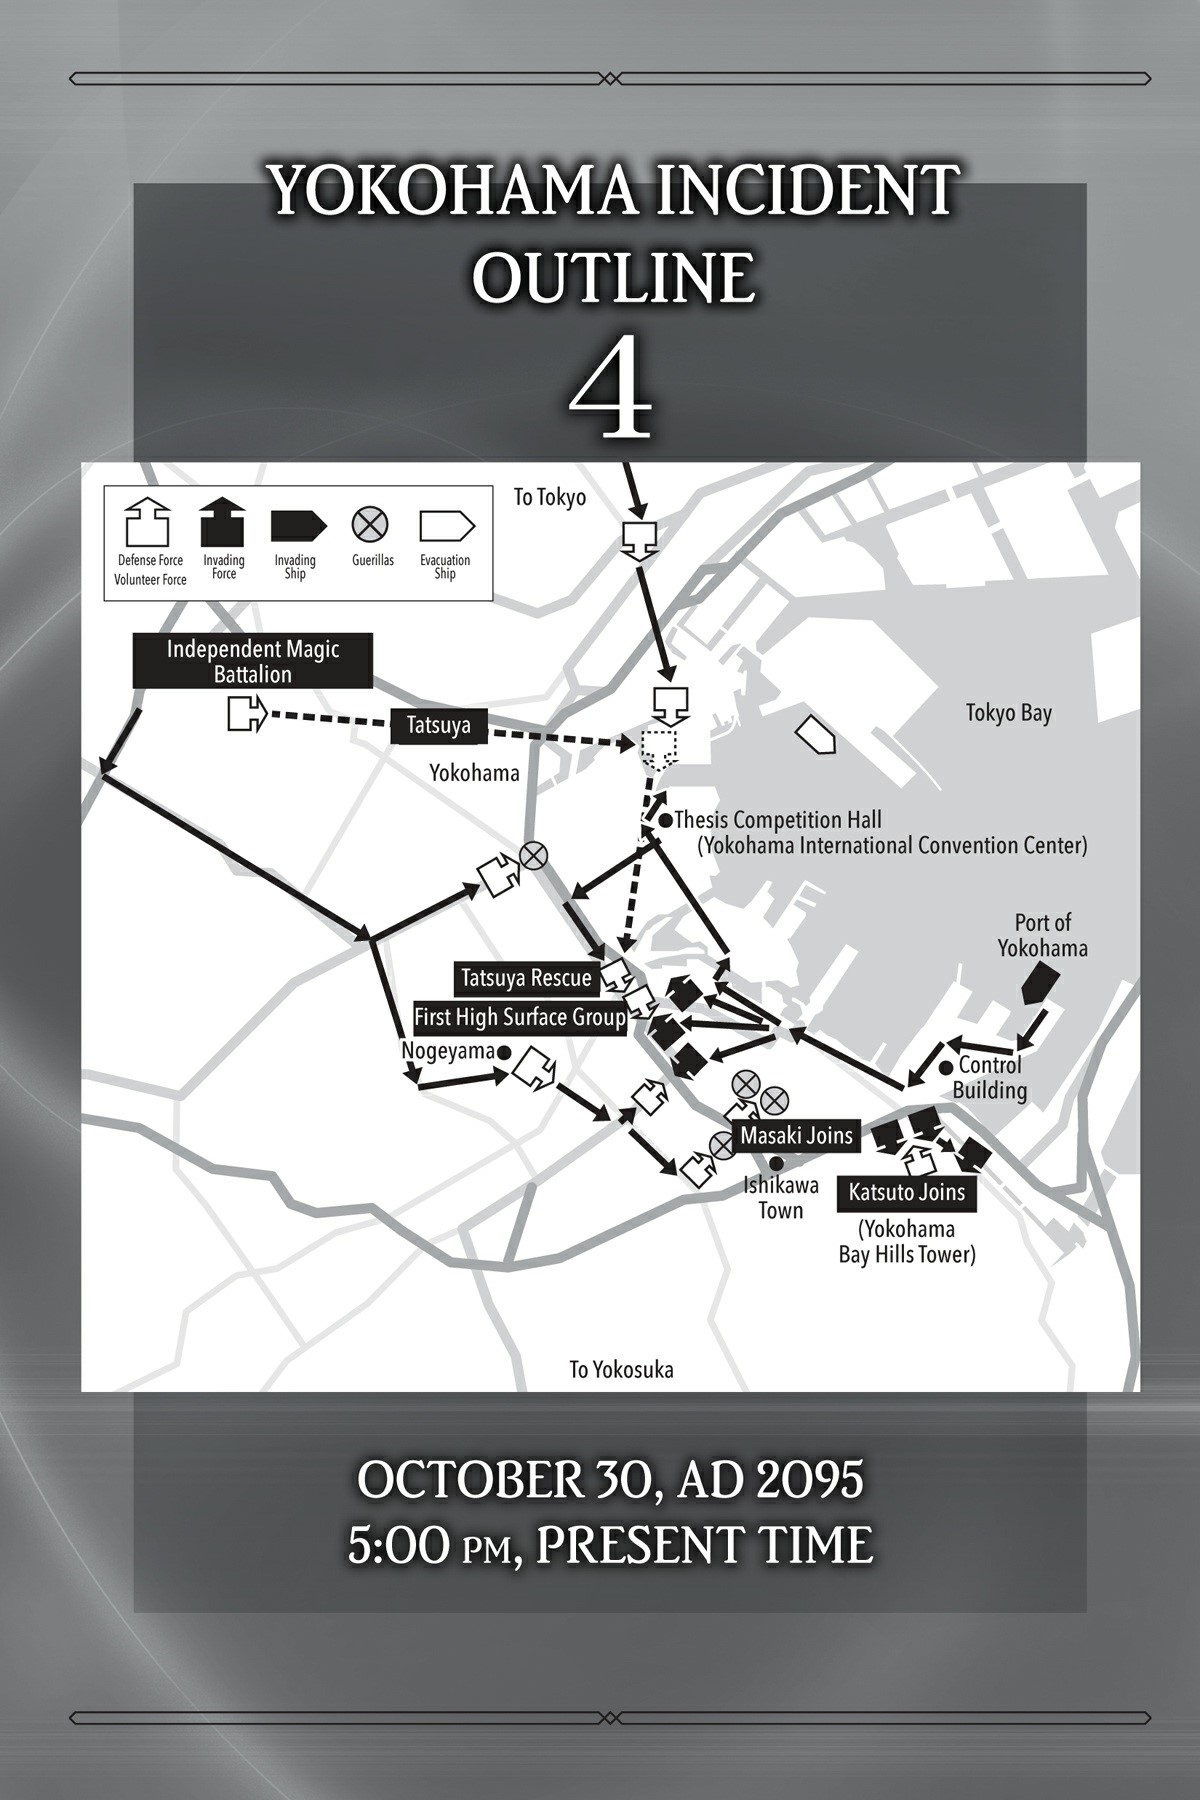 YOKOHAMA INCIDENT
OUTLINE
4
To Tokyo
Defense Force
Volunteer Force
Invading
Force
Invading
Ship
Guerillas
Evacuation
Ship
Independent Magic
Battalion
Tatsuya
Tokyo Bay
Yokohama
Thesis Competition Hall
(Yokohama International Convention Center)
Port of
Yokohama
Tatsuya Rescue
First High Surface Group
Nogeyama
Control
Building
Masaki Joins
Ishikawa
Town
Katsuto Joins
(Yokohama
Bay Hills Tower)
To Yokosuka
OCTOBER 30, AD 2095
5:00 PM, PRESENT TIME